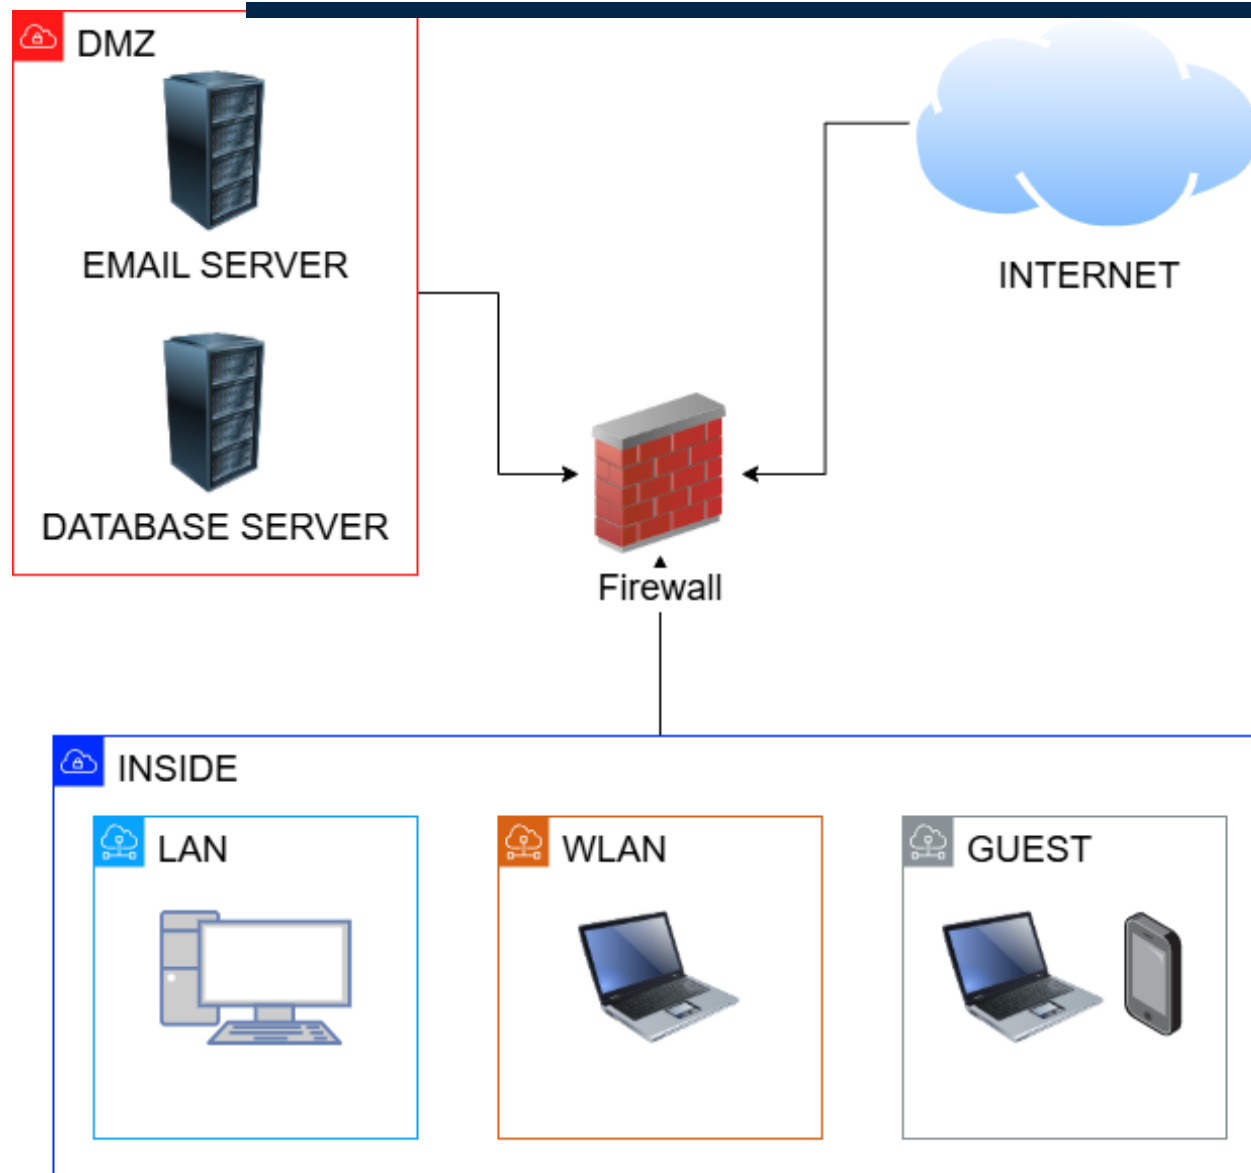 DMZ
EMAIL SERVER
DATABASE SERVER
INTERNET
Firewall
INSIDE
LAN
WLAN
GUEST